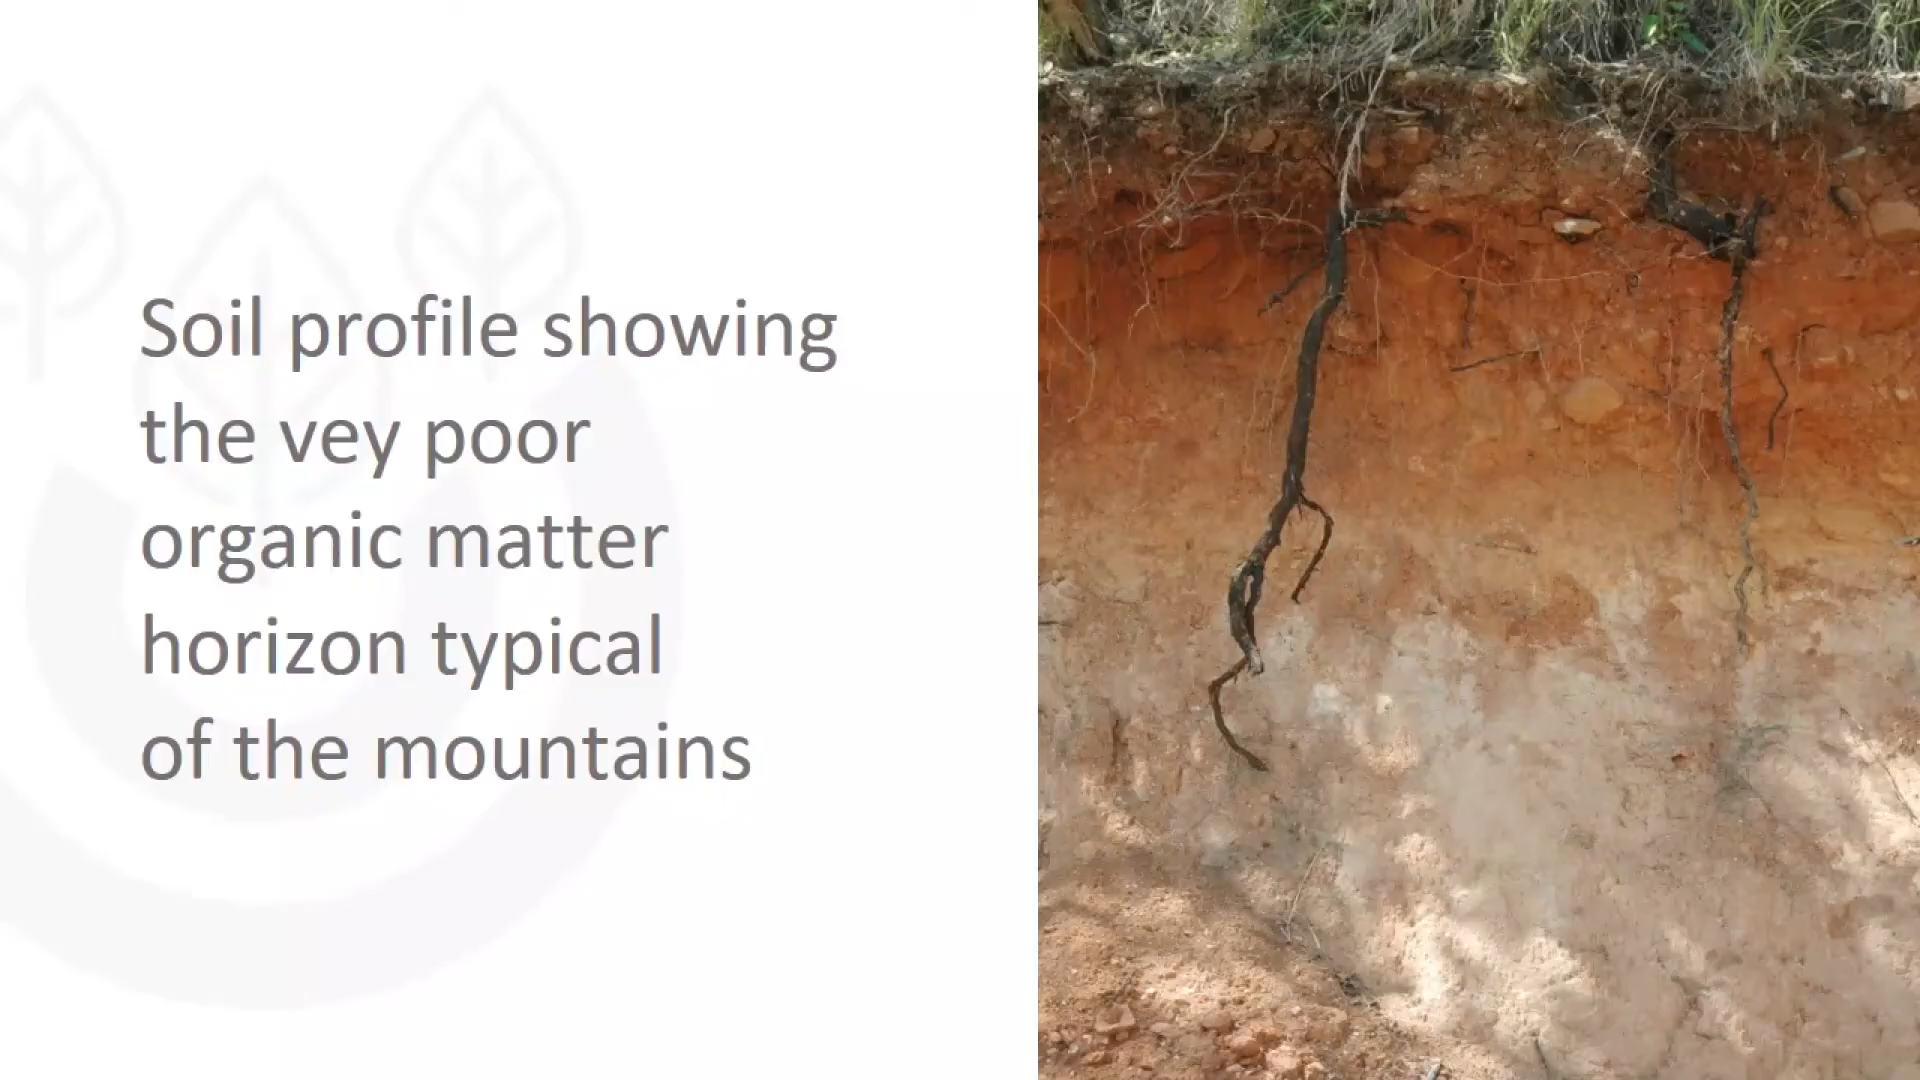 Soil profile showing
the vey poor
organic matter
horizon typical
of the mountains